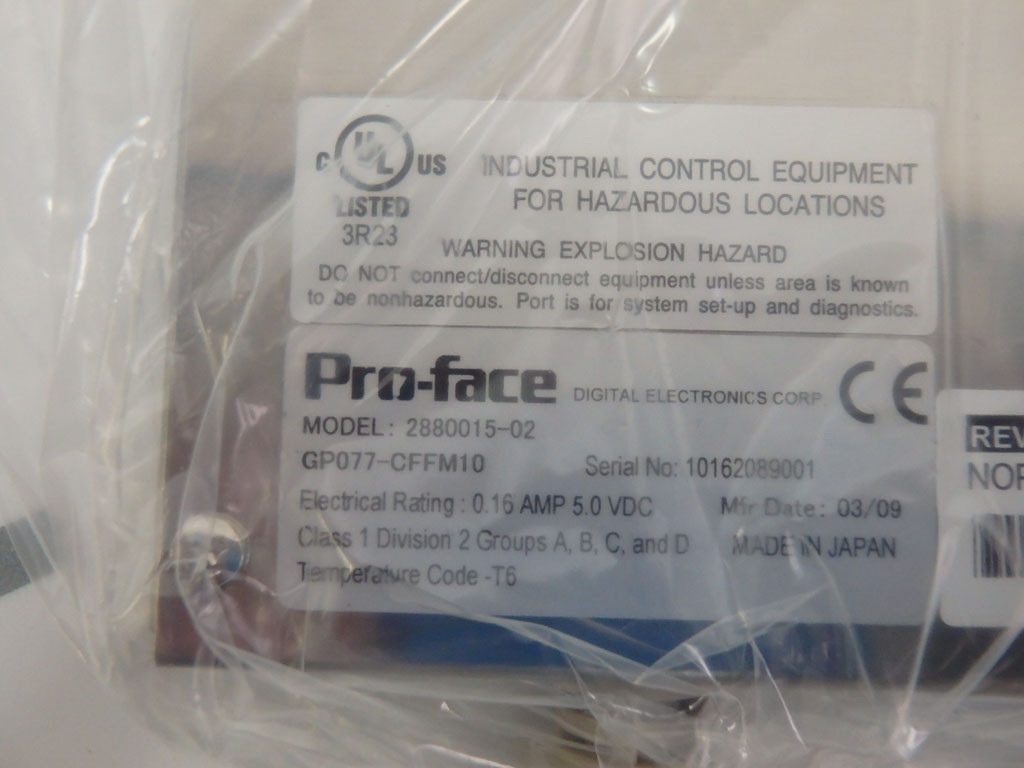 C UL US
LISTED
3R23
INDUSTRIAL CONTROL EQUIPMENT
FOR HAZARDOUS LOCATIONS
WARNING EXPLOSION HAZARD
DO NOT connect/disconnect equipment unless area is known
to be nonhazardous. Port is for system set-up and diagnostics.
Pro-face DIGITAL ELECTRONICS CORP. CE
MODEL: 2880015-02
GP077-CFFM10 Serial No: 10162089001
Electrical Rating : 0.16 AMP 5.0 VDC Mfr Date: 03/09
Class 1 Division 2 Groups A, B, C, and D MADE IN JAPAN
Temperature Code -T6
REV